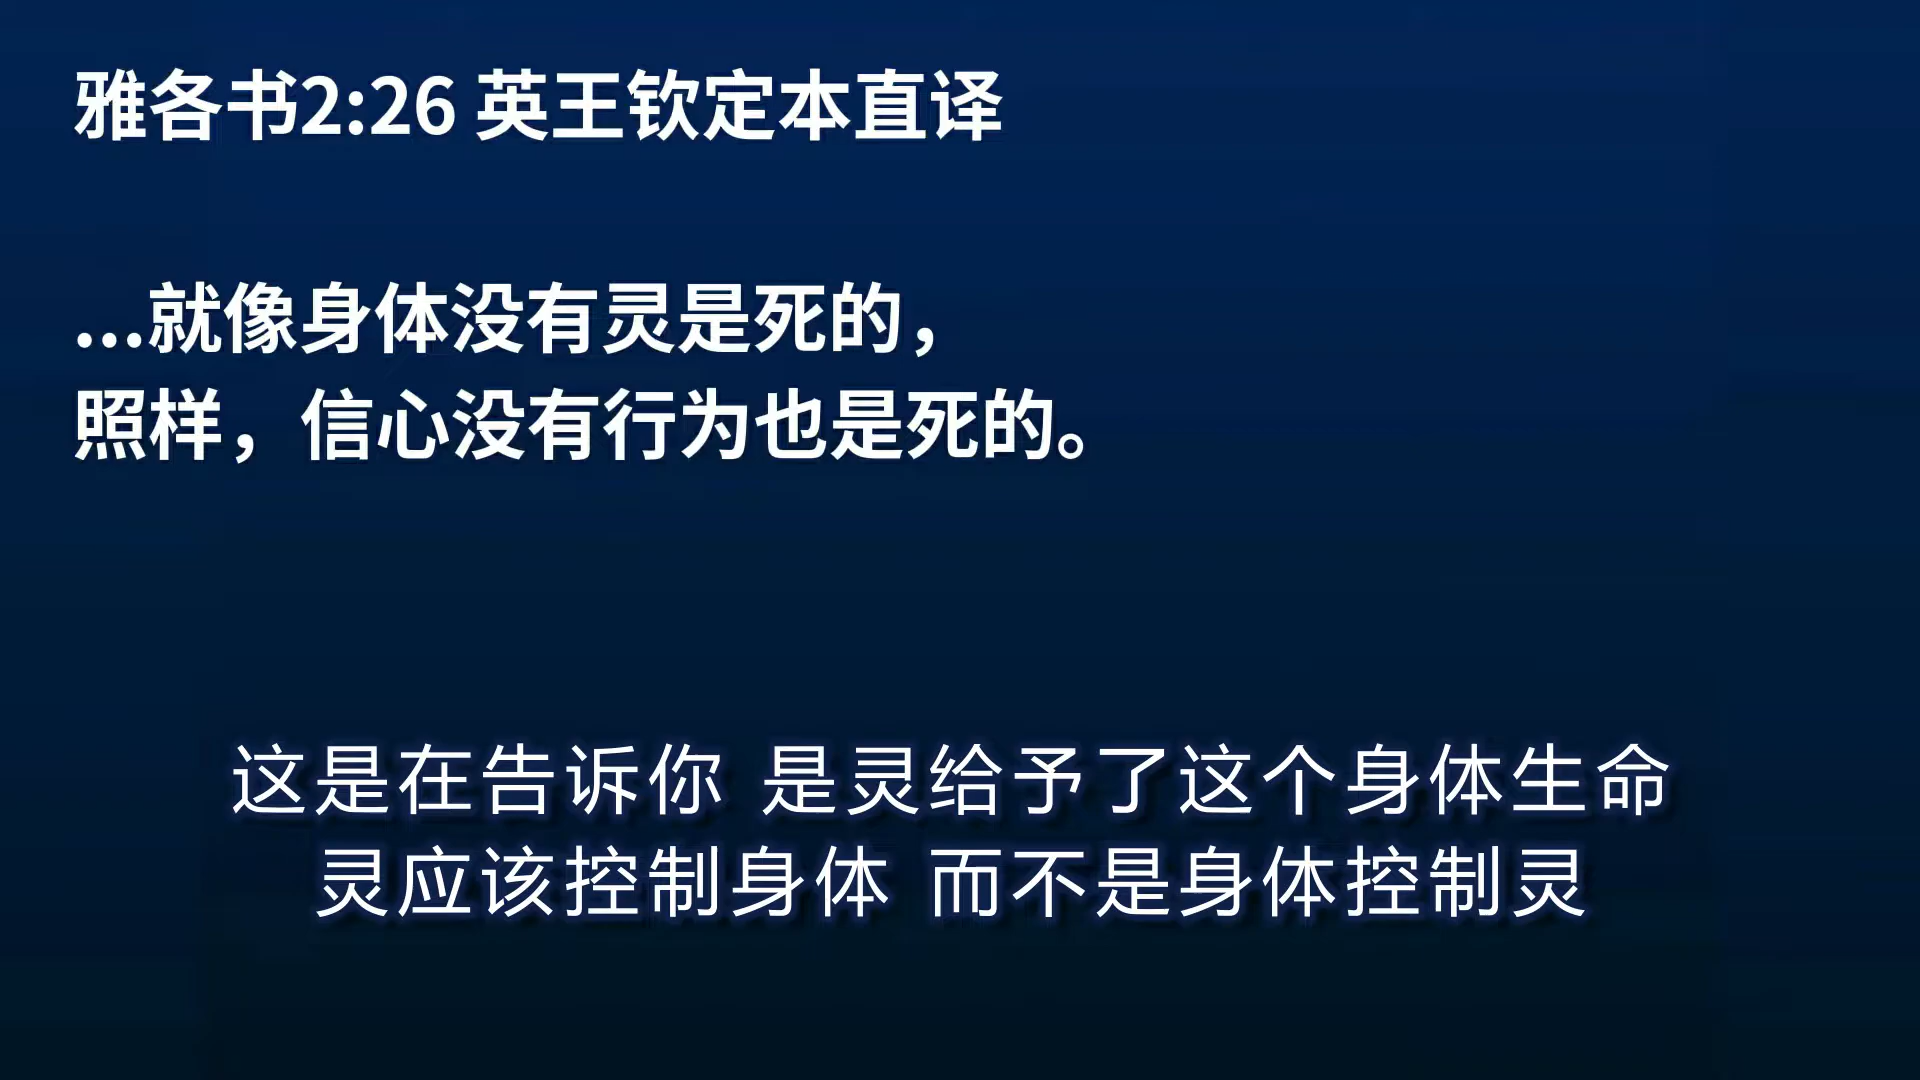 雅各书2:26 英王钦定本直译
...就像身体没有灵是死的，
照样，信心没有行为也是死的。
这是在告诉你 是灵给予了这个身体生命
灵应该控制身体 而不是身体控制灵